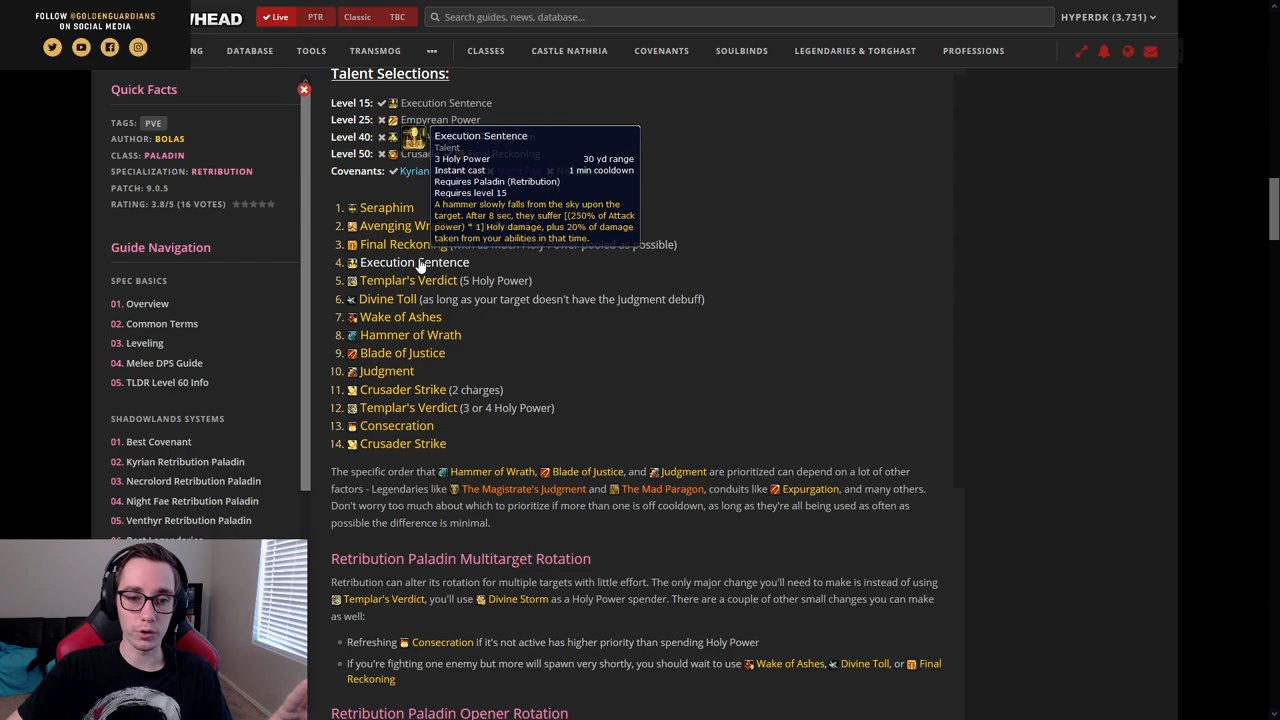 FOLLOW @GOLDENGUARDIANS
ON SOCIAL MEDIA
WHEAD
Live
PTR
Classic
TBC
Search guides, news, database...
HYPERDK (3,731)
NG
DATABASE
TOOLS
TRANSMOG
CLASSES
CASTLE NATHRIA
COVENANTS
SOULBINDS
LEGENDARIES & TORGHAST
PROFESSIONS
Quick Facts
TAGS: PVE
AUTHOR: BOLAS
CLASS: PALADIN
SPECIALIZATION: RETRIBUTION
PATCH: 9.0.5
RATING: 3.8/5 (16 VOTES)
Guide Navigation
SPEC BASICS
01. Overview
02. Common Terms
03. Leveling
04. Melee DPS Guide
05. TLDR Level 60 Info
SHADOWLANDS SYSTEMS
01. Best Covenant
02. Kyrian Retribution Paladin
03. Necrolord Retribution Paladin
04. Night Fae Retribution Paladin
05. Venthyr Retribution Paladin
Talent Selections:
Level 15: Execution Sentence
Level 25: Empyrean Power
Level 40:
Level 50: Crusade Final Reckoning
Covenants: Kyrian
Execution Sentence
Talent
3 Holy Power 30 yd range
Instant cast 1 min cooldown
Requires Paladin (Retribution)
Requires level 15
A hammer slowly falls from the sky upon the
target. After 8 sec, they suffer [(250% of Attack
power) * 1] Holy damage, plus 20% of damage
taken from your abilities in that time.
1. Seraphim
2. Avenging Wr
3. Final Reckoning (with as much Holy Power pooled as possible)
4. Execution Sentence
5. Templar's Verdict (5 Holy Power)
6. Divine Toll (as long as your target doesn't have the Judgment debuff)
7. Wake of Ashes
8. Hammer of Wrath
9. Blade of Justice
10. Judgment
11. Crusader Strike (2 charges)
12. Templar's Verdict (3 or 4 Holy Power)
13. Consecration
14. Crusader Strike
The specific order that Hammer of Wrath, Blade of Justice, and Judgment are prioritized can depend on a lot of other
factors - Legendaries like The Magistrate's Judgment and The Mad Paragon, conduits like Expurgation, and many others.
Don't worry too much about which to prioritize if more than one is off cooldown, as long as they're all being used as often as
possible the difference is minimal.
Retribution Paladin Multitarget Rotation
Retribution can alter its rotation for multiple targets with little effort. The only major change you'll need to make is instead of using
Templar's Verdict, you'll use Divine Storm as a Holy Power spender. There are a couple of other small changes you can make
as well:
Refreshing Consecration if it's not active has higher priority than spending Holy Power
If you're fighting one enemy but more will spawn very shortly, you should wait to use Wake of Ashes, Divine Toll, or Final
Reckoning
Retribution Paladin Opener Rotation